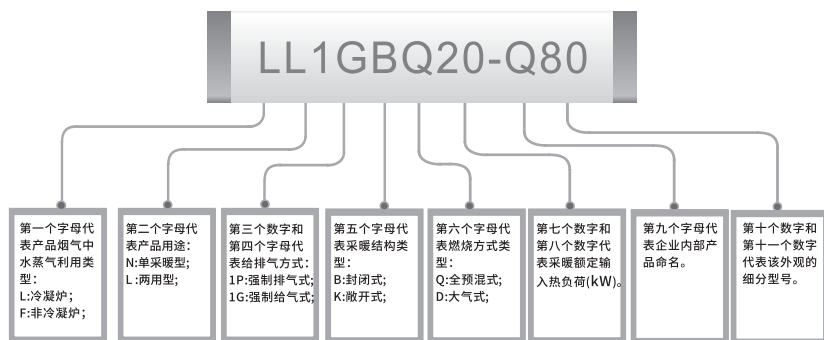 LL1GBQ20-Q80
第一个字母代
表产品烟气中
水蒸气利用类
型：
L:冷凝炉；
F:非冷凝炉；
第二个字母代
表产品用途：
N:单采暖型；
L:两用型；
第三个数字和
第四个字母代
表给排气方式：
1P:强制排气式；
1G:强制给气式；
第五个字母代
表采暖结构类
型：
B:封闭式；
K:敞开式；
第六个字母代
表燃烧方式类
型：
Q:全预混式；
D:大气式；
第七个数字和
第八个数字代
表采暖额定输
入热负荷(kW)。
第九个字母代
表企业内部产
品命名。
第十个数字和
第十一个数字
代表该外观的
细分型号。